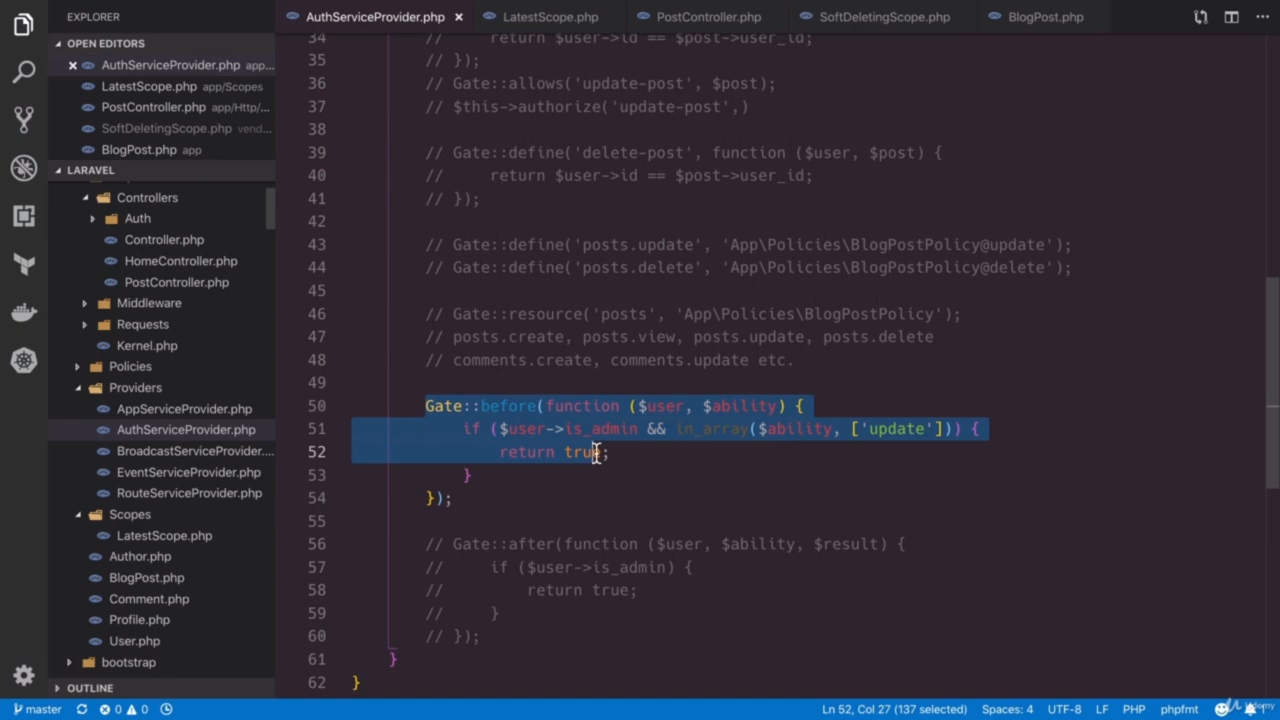 EXPLORER
OPEN EDITORS
AuthServiceProvider.php app...
LatestScope.php app/Scopes
PostController.php app/Http/...
SoftDeletingScope.php vend...
BlogPost.php app
LARAVEL
Controllers
Auth
Controller.php
HomeController.php
PostController.php
Middleware
Requests
Kernel.php
Policies
Providers
AppServiceProvider.php
AuthServiceProvider.php
BroadcastServiceProvider.php
EventServiceProvider.php
RouteServiceProvider.php
Scopes
LatestScope.php
Author.php
BlogPost.php
Comment.php
Profile.php
User.php
bootstrap
OUTLINE
AuthServiceProvider.php LatestScope.php PostController.php SoftDeletingScope.php BlogPost.php
34 // return $user->id == $post->user_id;
35 // });
36 // Gate::allows('update-post', $post);
37 // $this->authorize('update-post',)
38
39 // Gate::define('delete-post', function ($user, $post) {
40 // return $user->id == $post->user_id;
41 // });
42
43 // Gate::define('posts.update', 'App\Policies\BlogPostPolicy@update');
44 // Gate::define('posts.delete', 'App\Policies\BlogPostPolicy@delete');
45
46 // Gate::resource('posts', 'App\Policies\BlogPostPolicy');
47 // posts.create, posts.view, posts.update, posts.delete
48 // comments.create, comments.update etc.
49
50 Gate::before(function ($user, $ability) {
51 if ($user->is_admin && in_array($ability, ['update'])) {
52 return true;
53 }
54 });
55
56 // Gate::after(function ($user, $ability, $result) {
57 // if ($user->is_admin) {
58 // return true;
59 // }
60 // });
61 }
62 }
master 0 0 Ln 52, Col 27 (137 selected) Spaces: 4 UTF-8 LF PHP phpfmt